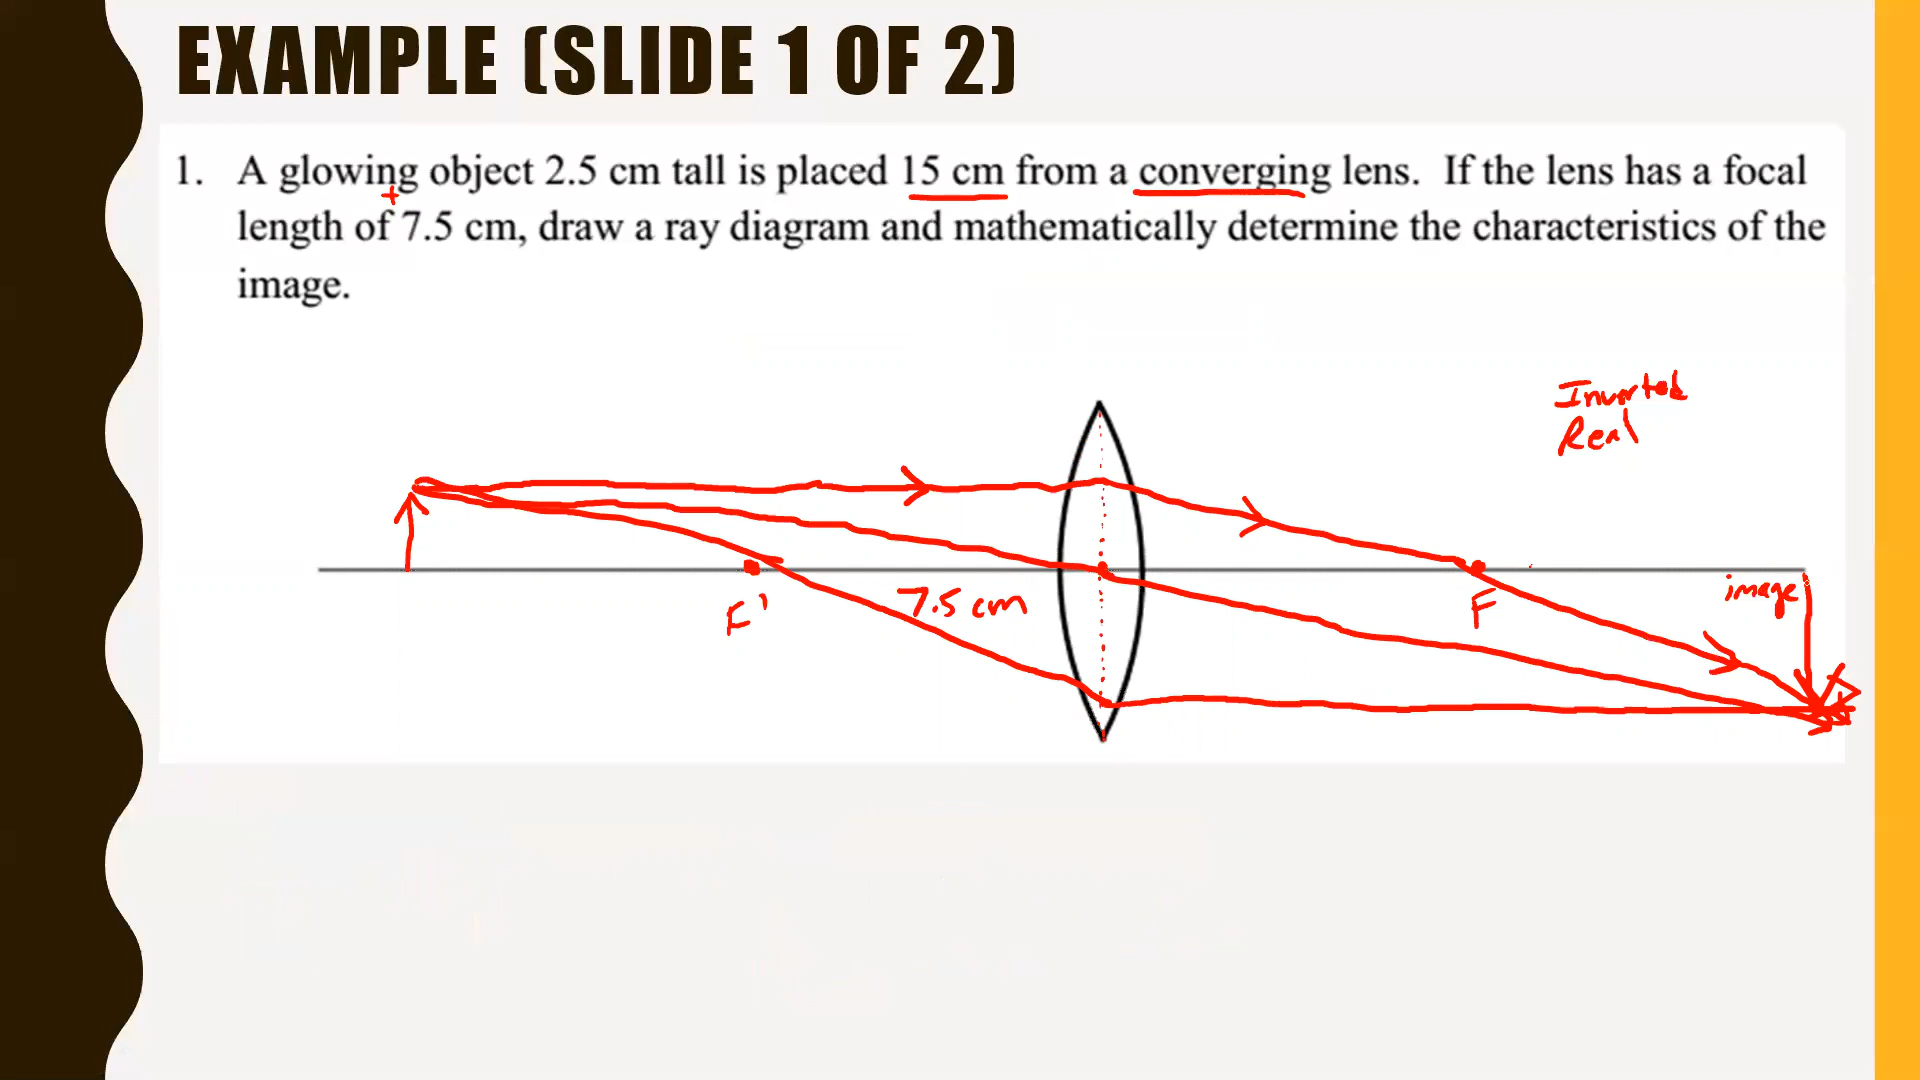 EXAMPLE (SLIDE 1 OF 2)
1. A glowing object 2.5 cm tall is placed 15 cm from a converging lens. If the lens has a focal
+
length of 7.5 cm, draw a ray diagram and mathematically determine the characteristics of the
image.
Inverted
Real
F'
7.5 cm
F
image